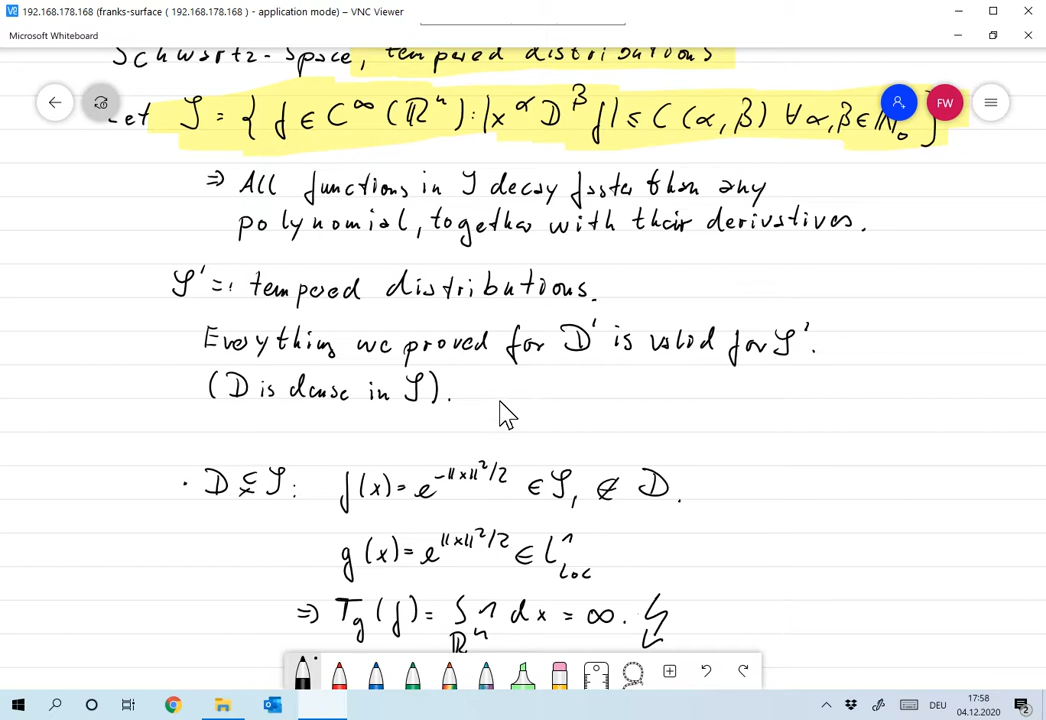 192.168.178.168 (franks-surface ( 192.168.178.168 ) - application mode) – VNC Viewer
Microsoft Whiteboard
Schwartz-Space, tempered distributions
Let 𝒮 = { f ∈ C^∞ (ℝ^n) : |x^α D^β f| ≤ C (α, β) ∀ α, β ∈ ℕ_0 }
FW
⇒ All functions in 𝒮 decay faster than any
polynomial, together with their derivatives.
𝒮' =: tempered distributions.
Everything we proved for D' is valid for 𝒮'.
(D is dense in 𝒮).
· D ⊊ 𝒮: f(x) = e^{-||x||^2/2} ∈ 𝒮, ∉ D.
g(x) = e^{||x||^2/2} ∈ L^1_loc
⇒ T_g (f) = ∫_{ℝ^n} 1 dx = ∞. ↯
DEU
17:58
04.12.2020
2